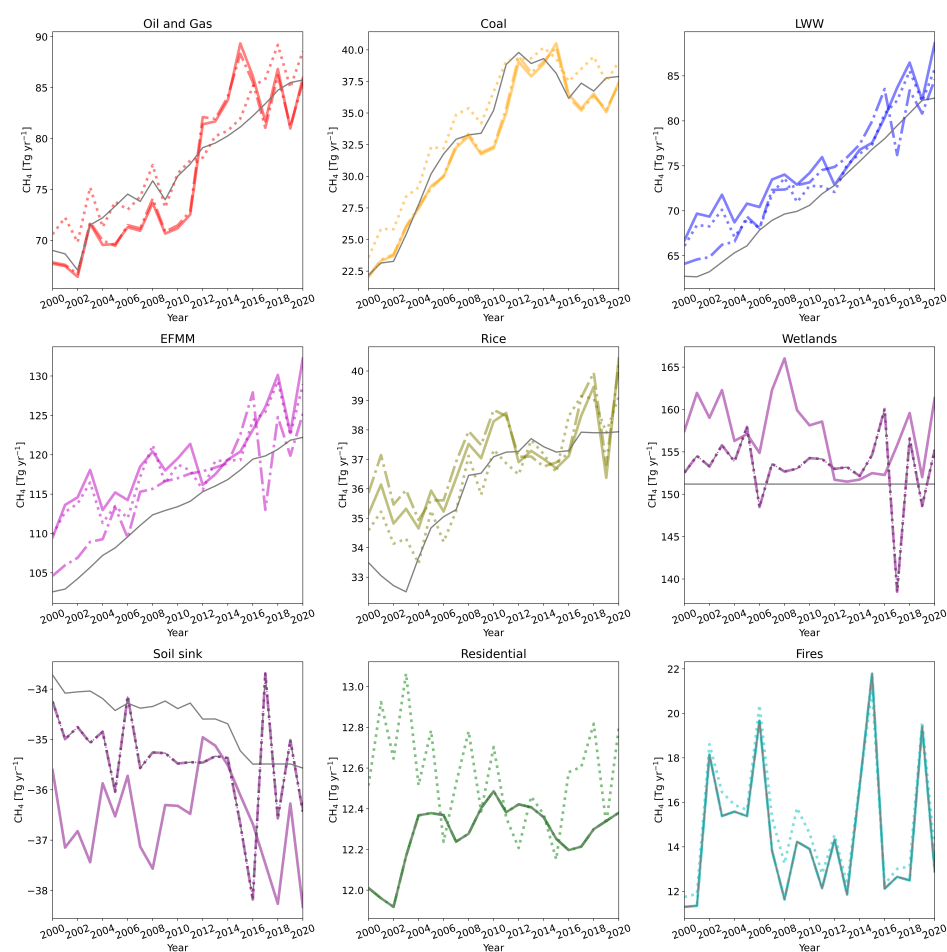 Oil and Gas
CH4 [Tg yr−1]
90
85
80
75
70
2000 2002 2004 2006 2008 2010 2012 2014 2016 2018 2020
Year
Coal
CH4 [Tg yr−1]
40.0
37.5
35.0
32.5
30.0
27.5
25.0
22.5
2000 2002 2004 2006 2008 2010 2012 2014 2016 2018 2020
Year
LWW
CH4 [Tg yr−1]
85
80
75
70
65
2000 2002 2004 2006 2008 2010 2012 2014 2016 2018 2020
Year
EFMM
CH4 [Tg yr−1]
130
125
120
115
110
105
2000 2002 2004 2006 2008 2010 2012 2014 2016 2018 2020
Year
Rice
CH4 [Tg yr−1]
40
39
38
37
36
35
34
33
2000 2002 2004 2006 2008 2010 2012 2014 2016 2018 2020
Year
Wetlands
CH4 [Tg yr−1]
165
160
155
150
145
140
2000 2002 2004 2006 2008 2010 2012 2014 2016 2018 2020
Year
Soil sink
CH4 [Tg yr−1]
−34
−35
−36
−37
−38
2000 2002 2004 2006 2008 2010 2012 2014 2016 2018 2020
Year
Residential
CH4 [Tg yr−1]
13.0
12.8
12.6
12.4
12.2
12.0
2000 2002 2004 2006 2008 2010 2012 2014 2016 2018 2020
Year
Fires
CH4 [Tg yr−1]
22
20
18
16
14
12
2000 2002 2004 2006 2008 2010 2012 2014 2016 2018 2020
Year